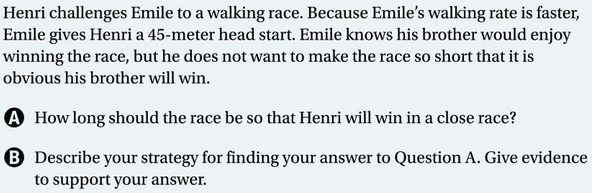 Henri challenges Emile to a walking race. Because Emile's walking rate is faster,
Emile gives Henri a 45-meter head start. Emile knows his brother would enjoy
winning the race, but he does not want to make the race so short that it is
obvious his brother will win.
A How long should the race be so that Henri will win in a close race?
B Describe your strategy for finding your answer to Question A. Give evidence
to support your answer.